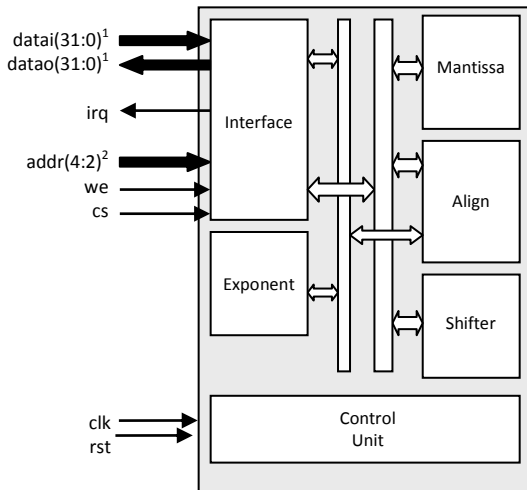 datai(31:0)1
datao(31:0)1
irq
addr(4:2)2
we
cs
clk
rst
Interface
Exponent
Mantissa
Align
Shifter
Control
Unit